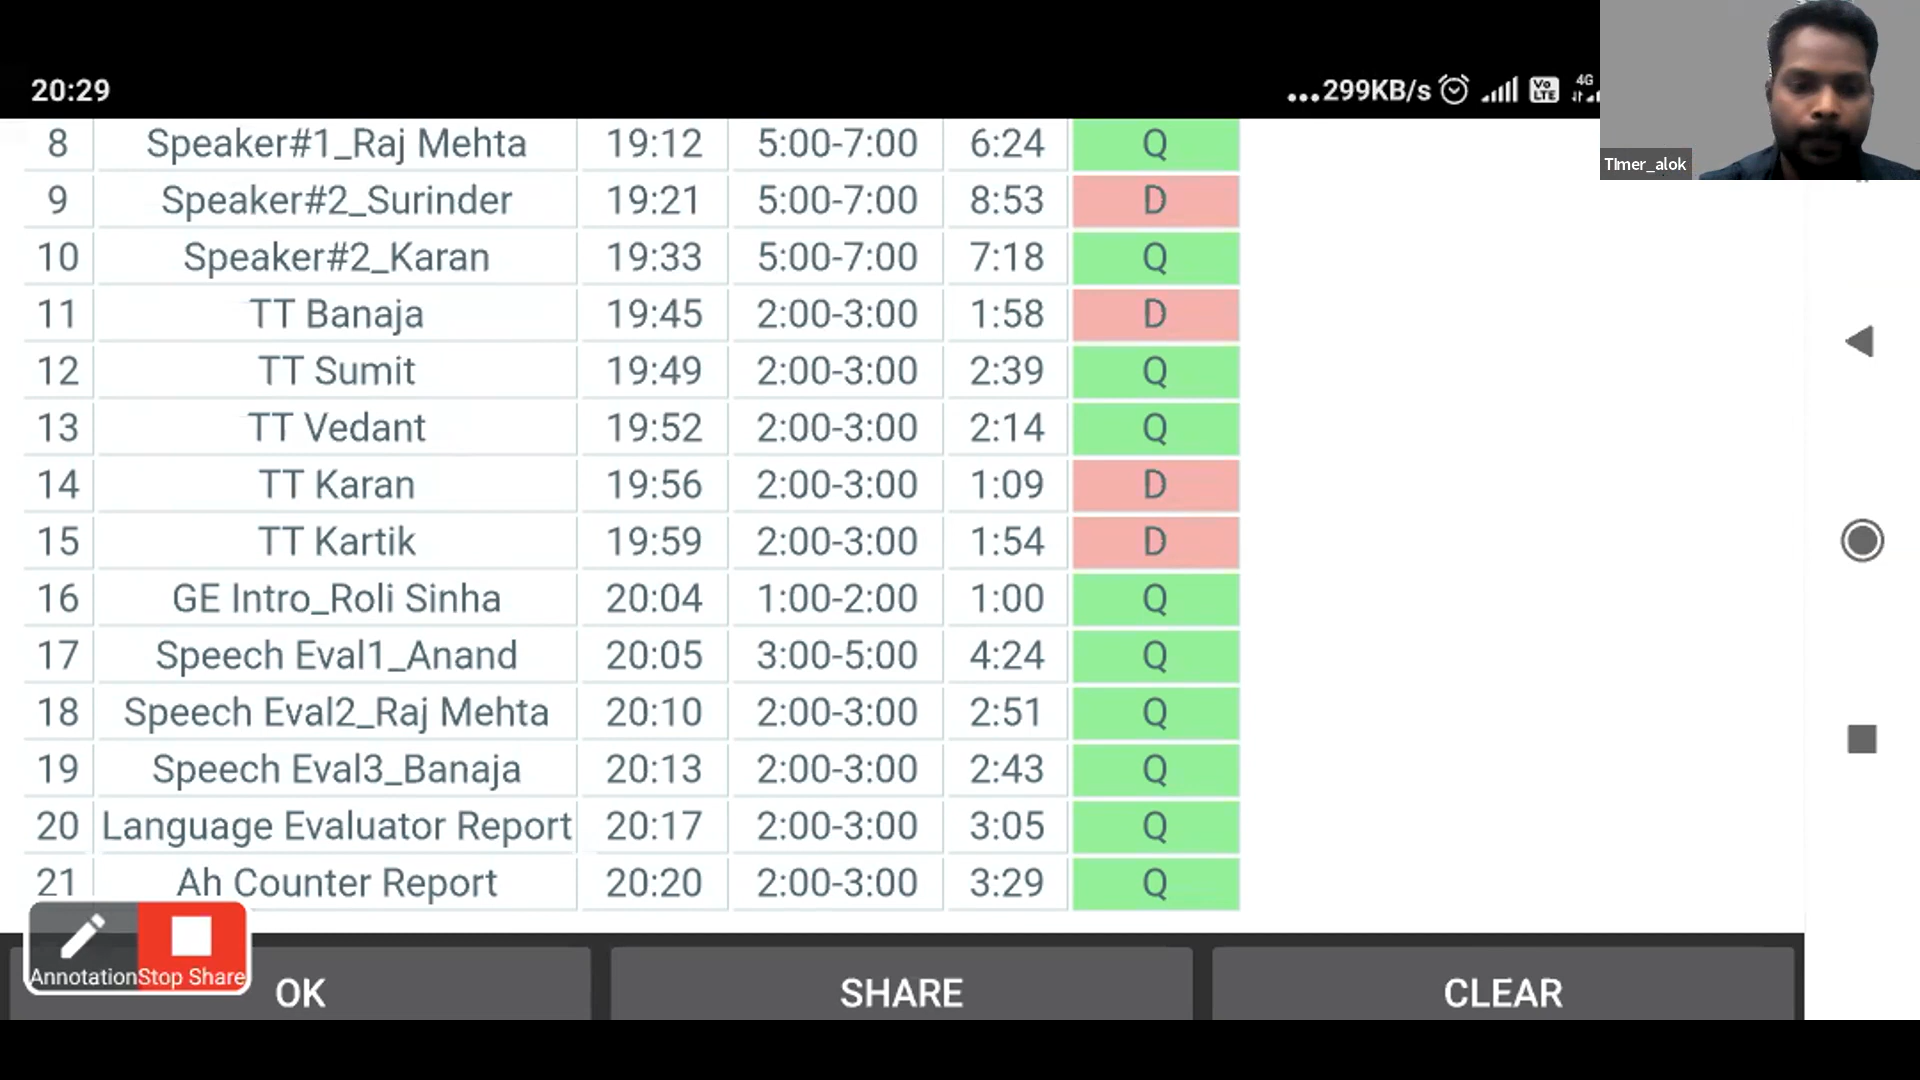 20:29
...299KB/s Vo LTE 4G
TImer_alok
8 Speaker#1_Raj Mehta 19:12 5:00-7:00 6:24 Q
9 Speaker#2_Surinder 19:21 5:00-7:00 8:53 D
10 Speaker#2_Karan 19:33 5:00-7:00 7:18 Q
11 TT Banaja 19:45 2:00-3:00 1:58 D
12 TT Sumit 19:49 2:00-3:00 2:39 Q
13 TT Vedant 19:52 2:00-3:00 2:14 Q
14 TT Karan 19:56 2:00-3:00 1:09 D
15 TT Kartik 19:59 2:00-3:00 1:54 D
16 GE Intro_Roli Sinha 20:04 1:00-2:00 1:00 Q
17 Speech Eval1_Anand 20:05 3:00-5:00 4:24 Q
18 Speech Eval2_Raj Mehta 20:10 2:00-3:00 2:51 Q
19 Speech Eval3_Banaja 20:13 2:00-3:00 2:43 Q
20 Language Evaluator Report 20:17 2:00-3:00 3:05 Q
21 Ah Counter Report 20:20 2:00-3:00 3:29 Q
Annotation Stop Share
OK SHARE CLEAR